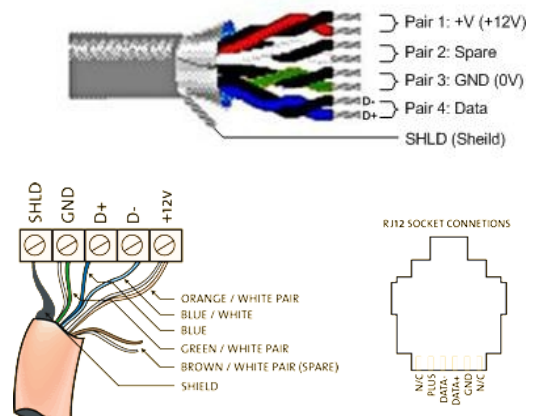 Pair 1: +V (+12V)
Pair 2: Spare
Pair 3: GND (0V)
D-
Pair 4: Data
D+
SHLD (Sheild)
SHLD
GND
D+
D-
+12V
ORANGE / WHITE PAIR
BLUE / WHITE
BLUE
GREEN / WHITE PAIR
BROWN / WHITE PAIR (SPARE)
SHIELD
RJ12 SOCKET CONNETIONS
N/C
PLUS
DATA-
DATA+
GND
N/C